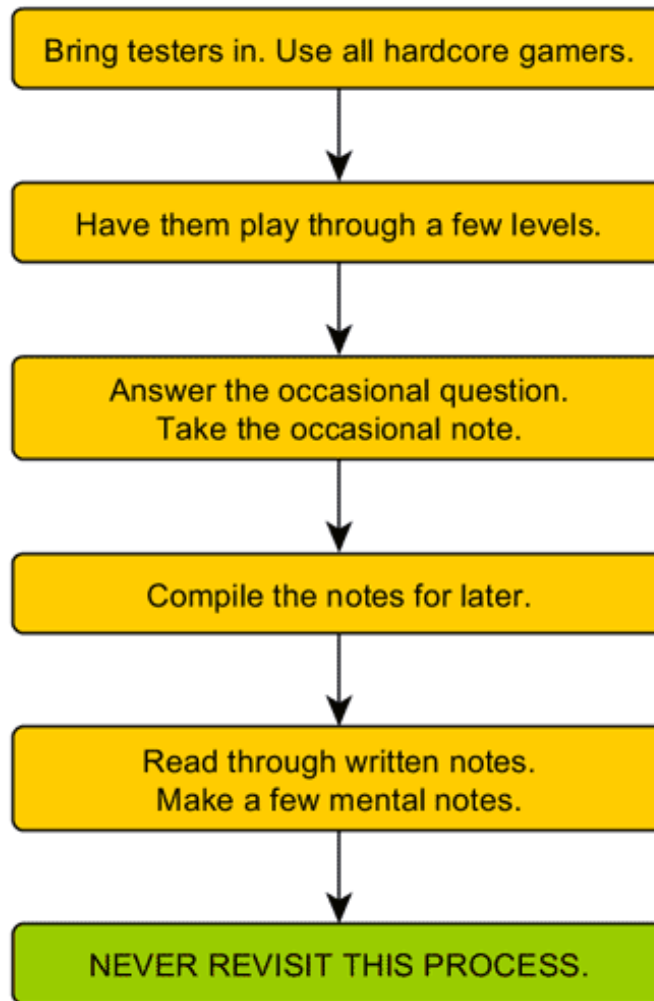 Bring testers in. Use all hardcore gamers.
Have them play through a few levels.
Answer the occasional question.
Take the occasional note.
Compile the notes for later.
Read through written notes.
Make a few mental notes.
NEVER REVISIT THIS PROCESS.